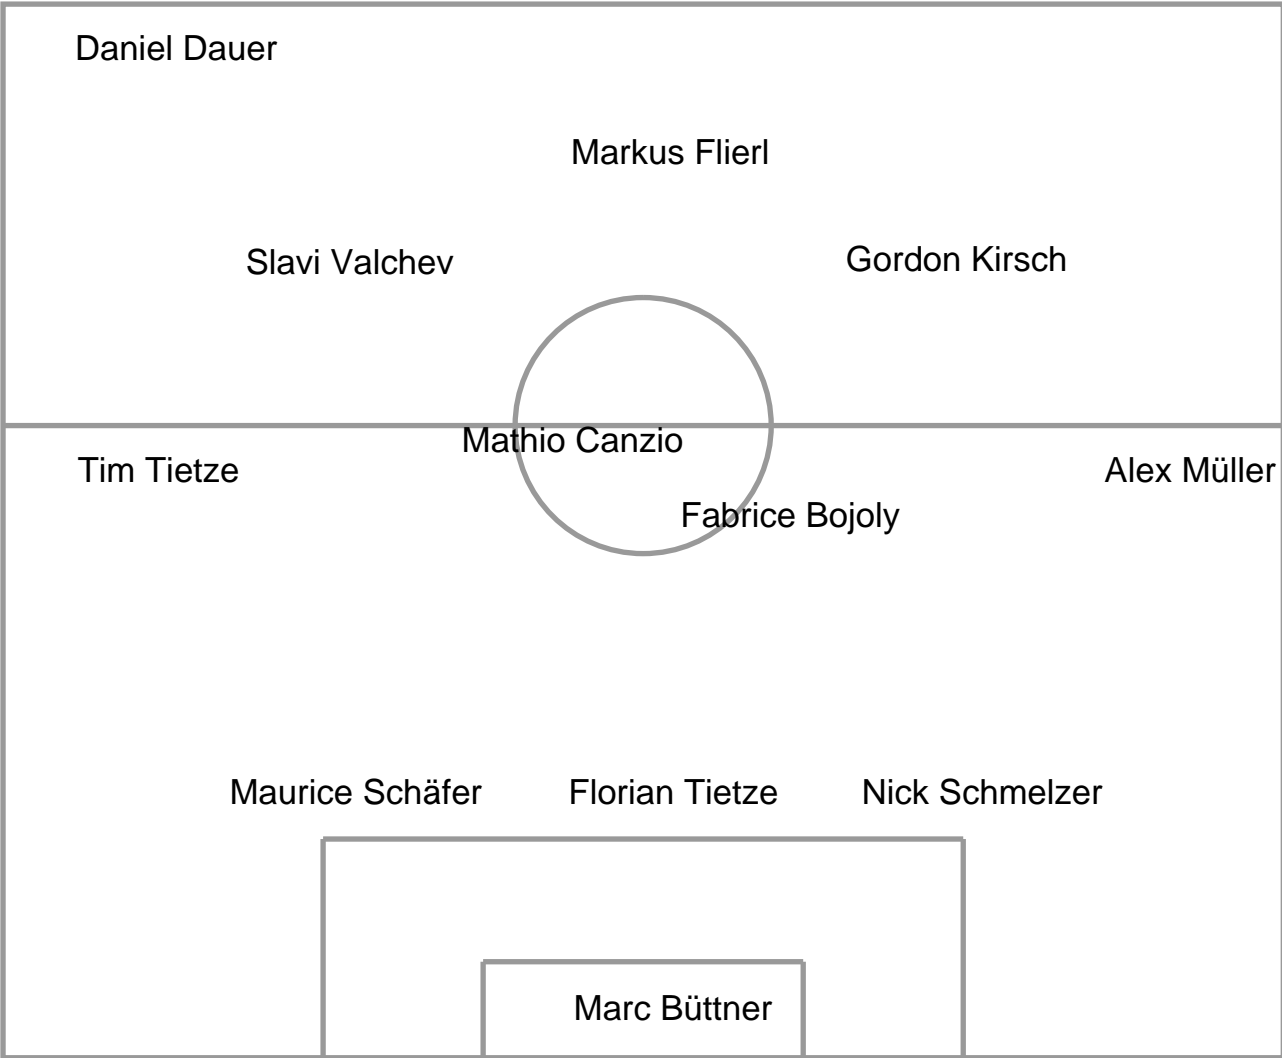 Daniel Dauer
Markus Flierl
Slavi Valchev
Gordon Kirsch
Mathio Canzio
Tim Tietze
Alex Müller
Fabrice Bojoly
Maurice Schäfer
Florian Tietze
Nick Schmelzer
Marc Büttner